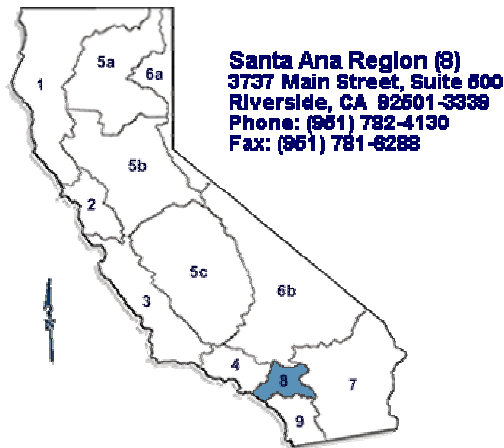 Santa Ana Region (8)
3737 Main Street, Suite 500
Riverside, CA 92501-3339
Phone: (951) 782-4130
Fax: (951) 781-6288
1
5a
6a
5b
2
5c
6b
3
4
8
7
9